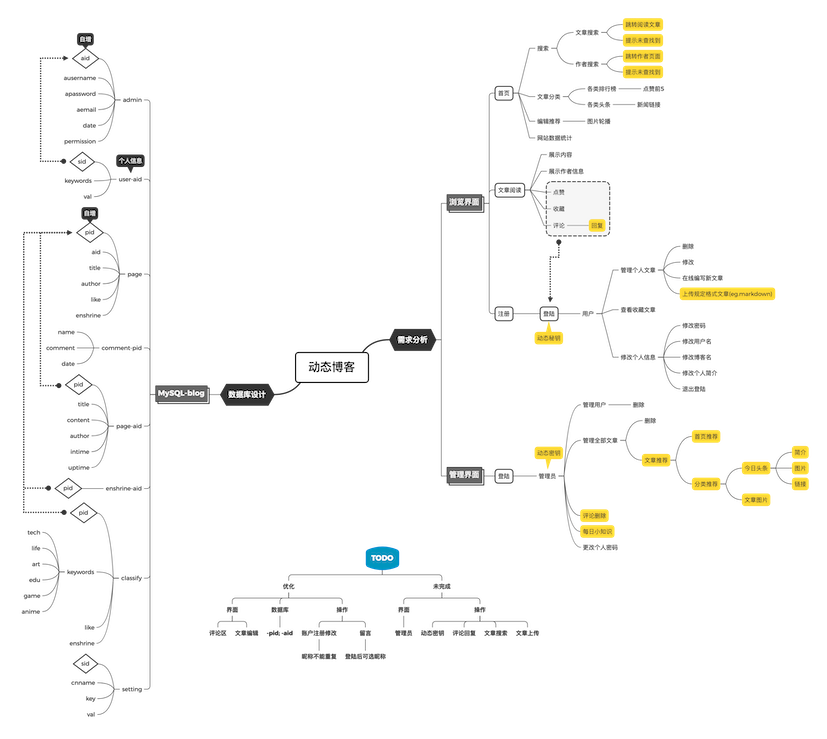 动态博客
需求分析
浏览界面
首页
搜索
文章搜索
跳转阅读文章
提示未查找到
作者搜索
跳转作者页面
提示未查找到
文章分类
各类排行榜
点赞前5
各类头条
新闻链接
编辑推荐
图片轮播
网站数据统计
文章阅读
展示内容
展示作者信息
点赞
收藏
评论
回复
注册
登陆
动态秘钥
用户
管理个人文章
删除
修改
在线编写新文章
上传规定格式文章(eg.markdown)
查看收藏文章
修改个人信息
修改密码
修改用户名
修改博客名
修改个人简介
退出登陆
管理界面
登陆
动态密钥
管理员
管理用户
删除
管理全部文章
删除
文章推荐
首页推荐
分类推荐
今日头条
简介
图片
链接
文章图片
评论删除
每日小知识
更改个人密码
数据库设计
MySQL-blog
admin
自增
aid
ausername
apassword
aemail
date
permission
个人信息
user-aid
sid
keywords
val
page
自增
pid
aid
title
author
like
enshrine
comment-pid
name
comment
date
page-aid
pid
title
content
author
intime
uptime
enshrine-aid
pid
classify
pid
keywords
tech
life
art
edu
game
anime
like
enshrine
setting
sid
cnname
key
val
TODO
优化
界面
评论区
文章编辑
数据库
-pid; -aid
操作
账户注册修改
昵称不能重复
留言
登陆后可选昵称
未完成
界面
管理员
操作
动态密钥
评论回复
文章搜索
文章上传